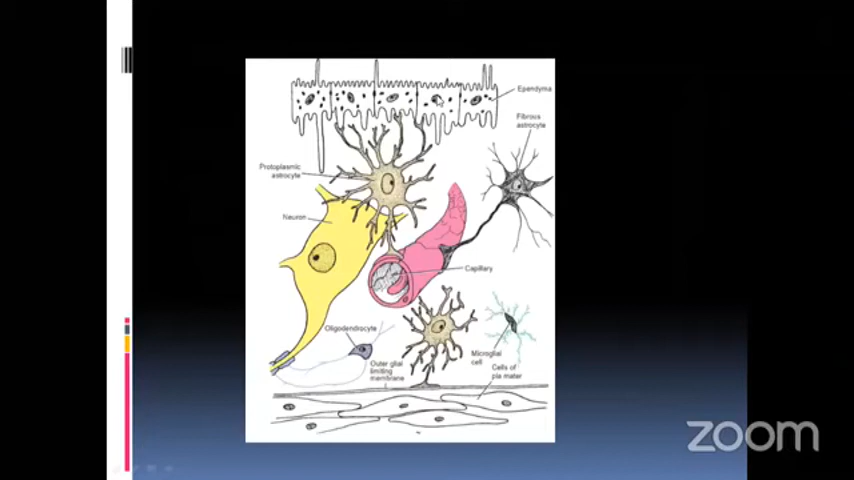 Ependyma
Fibrous
astrocyte
Protoplasmic
astrocyte
Neuron
Capillary
Oligodendrocyte
Microglial
cell
Outer glial
limiting
membrane
Cells of
pia mater
zoom